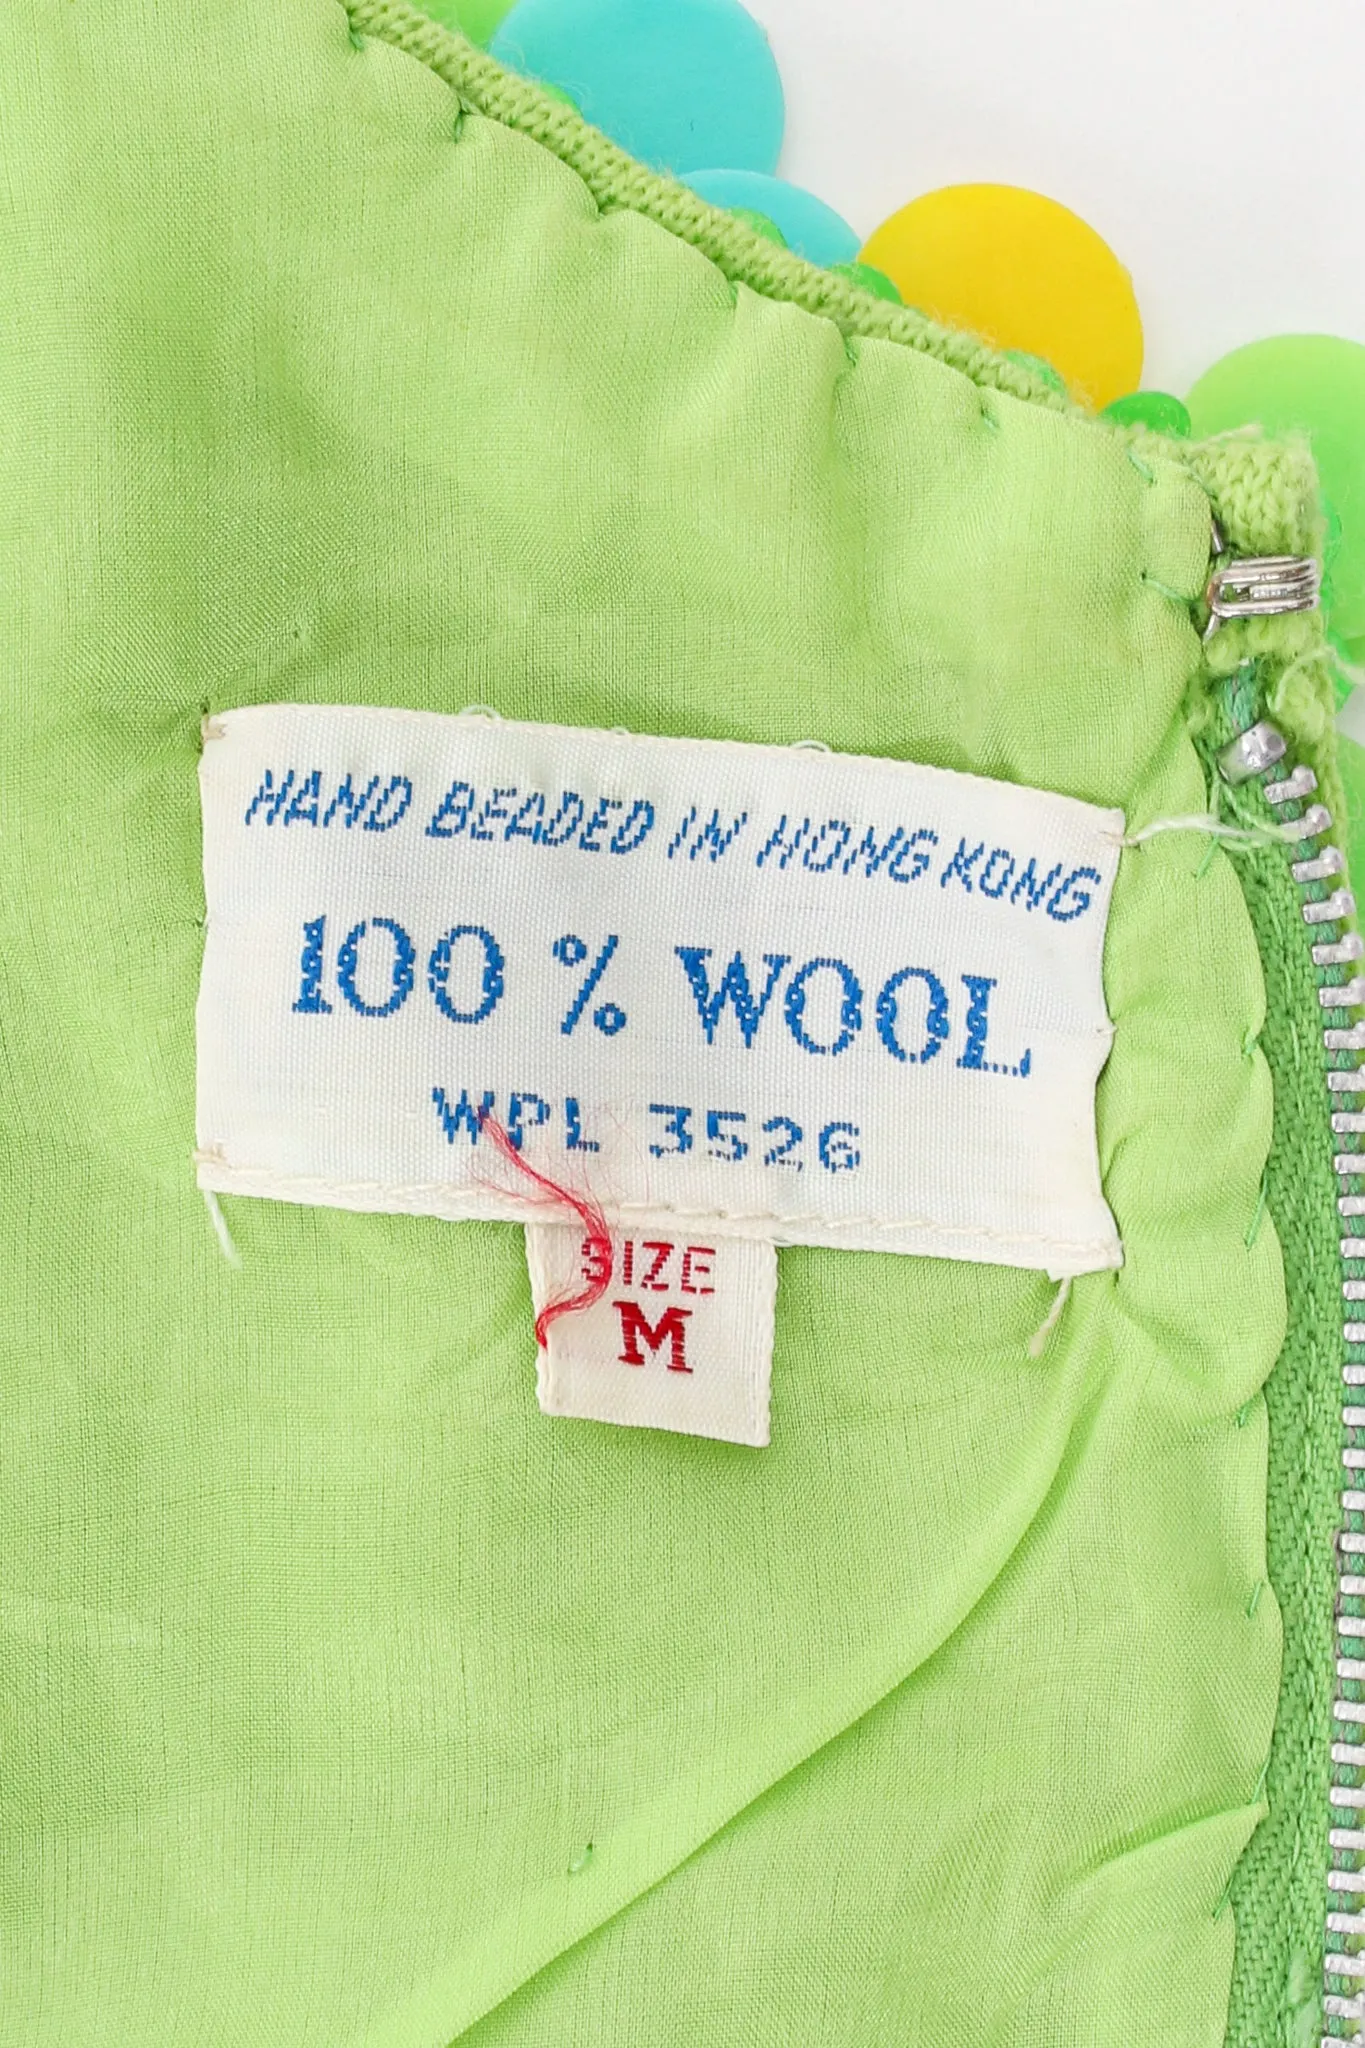 HAND BEADED IN HONG KONG
100 % WOOL
WPL 3526
SIZE
M